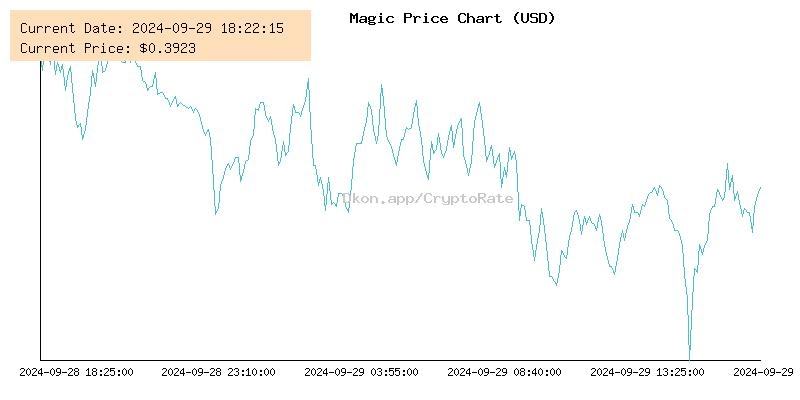 Magic Price Chart (USD)
Current Date: 2024-09-29 18:22:15
Current Price: $0.3923
Dkon.app/CryptoRate
2024-09-28 18:25:00 2024-09-28 23:10:00 2024-09-29 03:55:00 2024-09-29 08:40:00 2024-09-29 13:25:00 2024-09-29